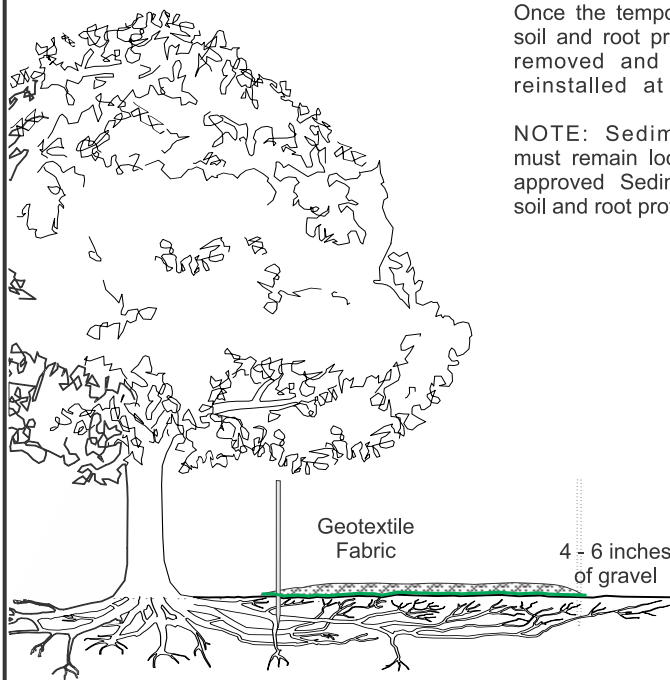 Once the tempo
soil and root pr
removed and
reinstalled at
NOTE: Sedim
must remain loc
approved Sedim
soil and root pro
Geotextile
Fabric
4 - 6 inches
of gravel